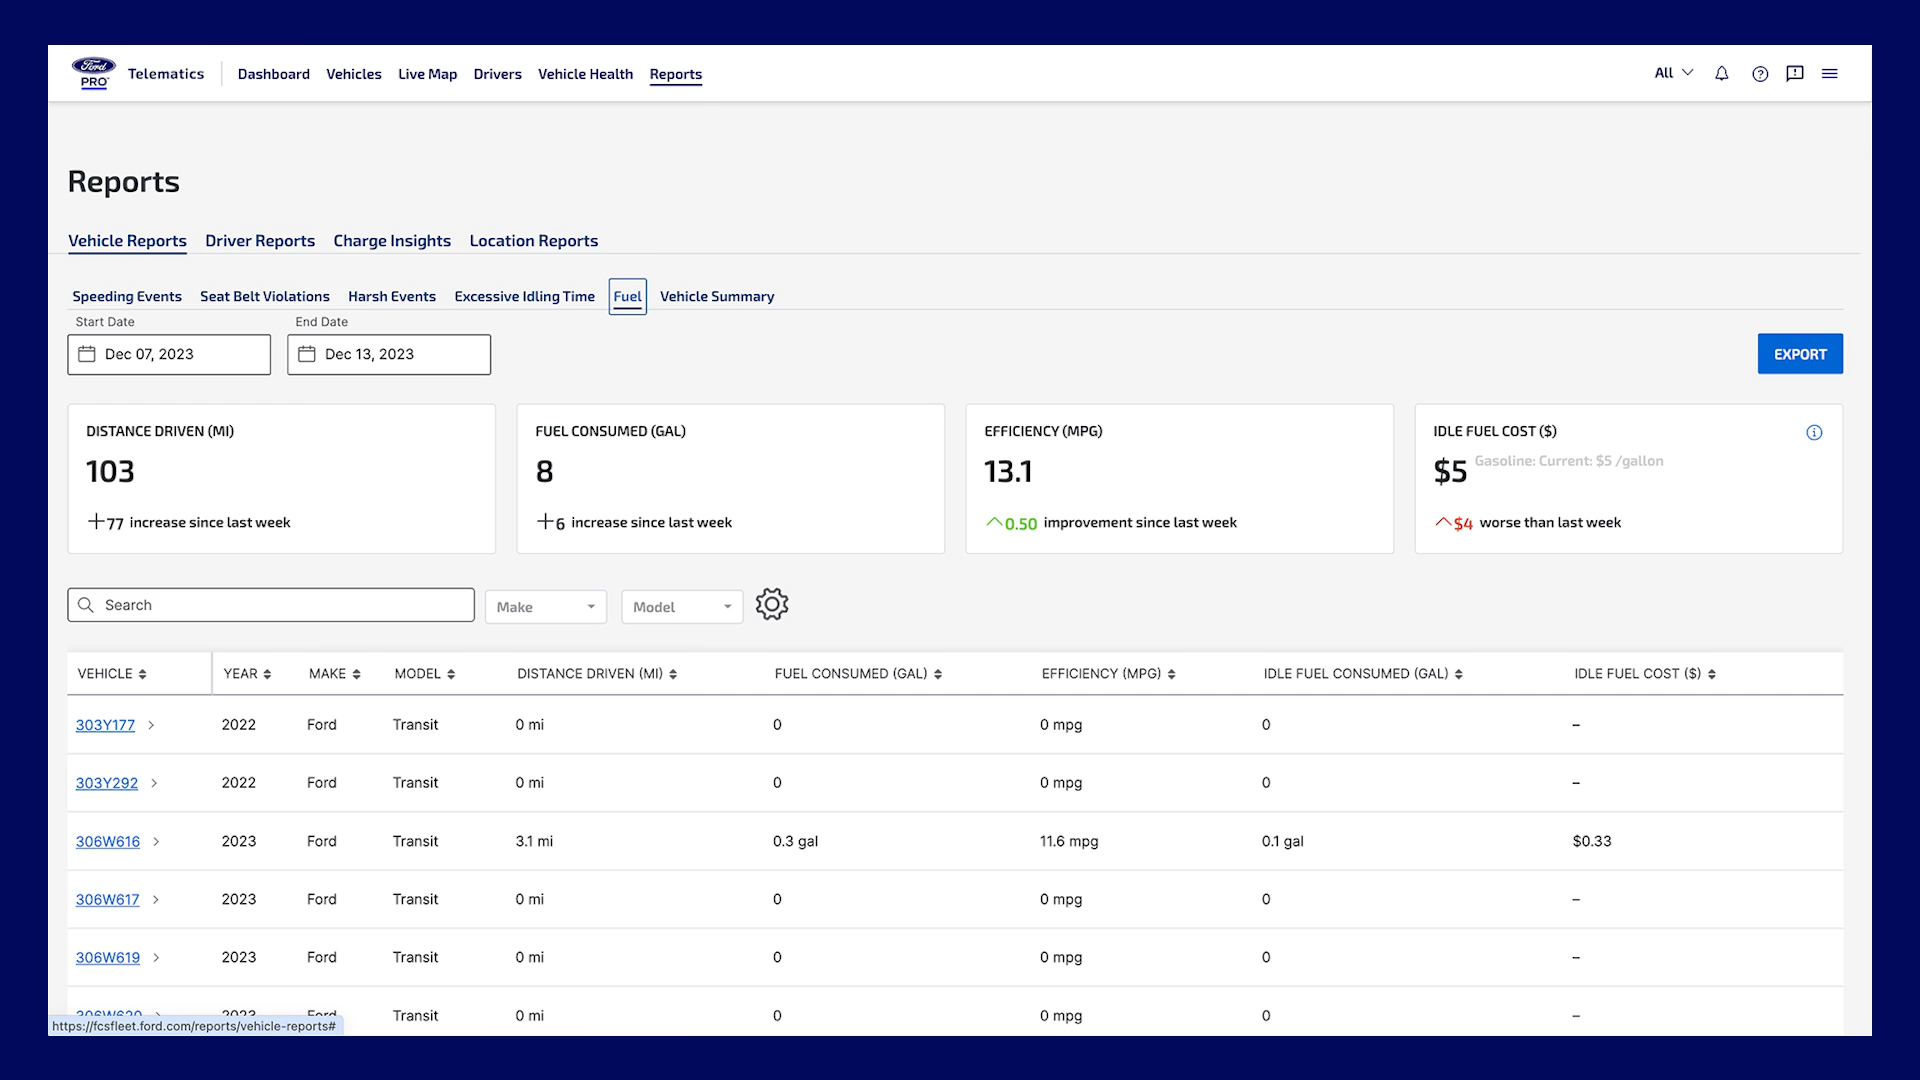 Ford PRO Telematics Dashboard Vehicles Live Map Drivers Vehicle Health Reports All
Reports
Vehicle Reports Driver Reports Charge Insights Location Reports
Speeding Events Seat Belt Violations Harsh Events Excessive Idling Time Fuel Vehicle Summary
Start Date End Date
Dec 07, 2023 Dec 13, 2023 EXPORT
DISTANCE DRIVEN (MI) FUEL CONSUMED (GAL) EFFICIENCY (MPG) IDLE FUEL COST ($)
103 8 13.1 $5 Gasoline: Current: $5 /gallon
+77 increase since last week +6 increase since last week 0.50 improvement since last week $4 worse than last week
Search Make Model
VEHICLE YEAR MAKE MODEL DISTANCE DRIVEN (MI) FUEL CONSUMED (GAL) EFFICIENCY (MPG) IDLE FUEL CONSUMED (GAL) IDLE FUEL COST ($)
303Y177 2022 Ford Transit 0 mi 0 0 mpg 0 –
303Y292 2022 Ford Transit 0 mi 0 0 mpg 0 –
306W616 2023 Ford Transit 3.1 mi 0.3 gal 11.6 mpg 0.1 gal $0.33
306W617 2023 Ford Transit 0 mi 0 0 mpg 0 –
306W619 2023 Ford Transit 0 mi 0 0 mpg 0 –
306W620 2023 Ford Transit 0 mi 0 0 mpg 0 –
https://fcsfleet.ford.com/reports/vehicle-reports#